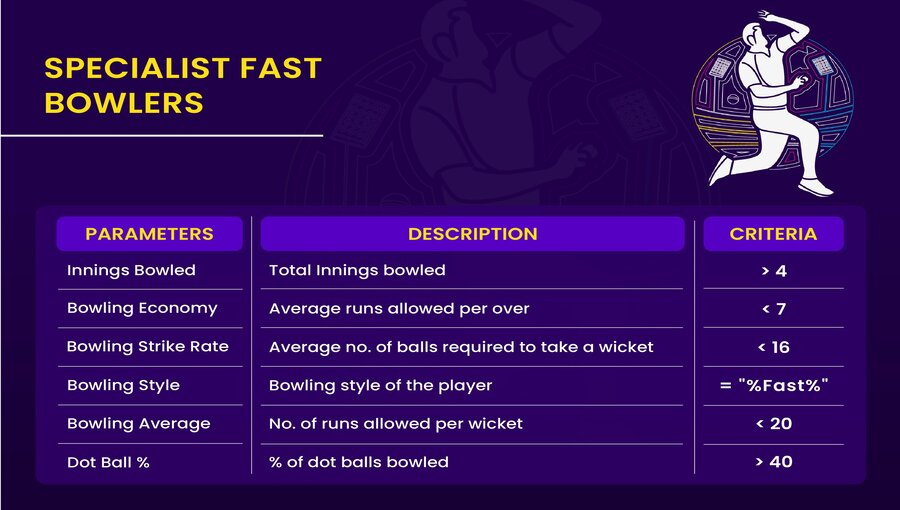 SPECIALIST FAST
BOWLERS
PARAMETERS DESCRIPTION CRITERIA
Innings Bowled Total Innings bowled > 4
Bowling Economy Average runs allowed per over < 7
Bowling Strike Rate Average no. of balls required to take a wicket < 16
Bowling Style Bowling style of the player = "%Fast%"
Bowling Average No. of runs allowed per wicket < 20
Dot Ball % % of dot balls bowled > 40